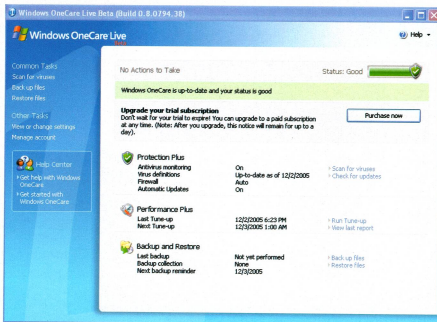 Windows OneCare Live Beta (Build 0.8.0794.38)
Windows OneCare Live
Beta
Help
Common Tasks
Scan for viruses
Back up files
Restore files
Other Tasks
View or change settings
Manage account
Help Center
Get help with Windows
OneCare
Get started with
Windows OneCare
No Actions to Take
Status: Good
Windows OneCare is up-to-date and your status is good
Upgrade your trial subscription
Don't wait for your trial to expire! You can upgrade to a paid subscription
at any time. (Note: After you upgrade, this notice will remain for up to a
day).
Purchase now
Protection Plus
Antivirus monitoring On
Scan for viruses
Virus definitions Up-to-date as of 12/2/2005
Check for updates
Firewall Auto
Automatic Updates On
Performance Plus
Last Tune-up 12/2/2005 6:23 PM
Run Tune-up
Next Tune-up 12/3/2005 1:00 AM
View last report
Backup and Restore
Last backup Not yet performed
Back up files
Backup collection None
Restore files
Next backup reminder 12/3/2005